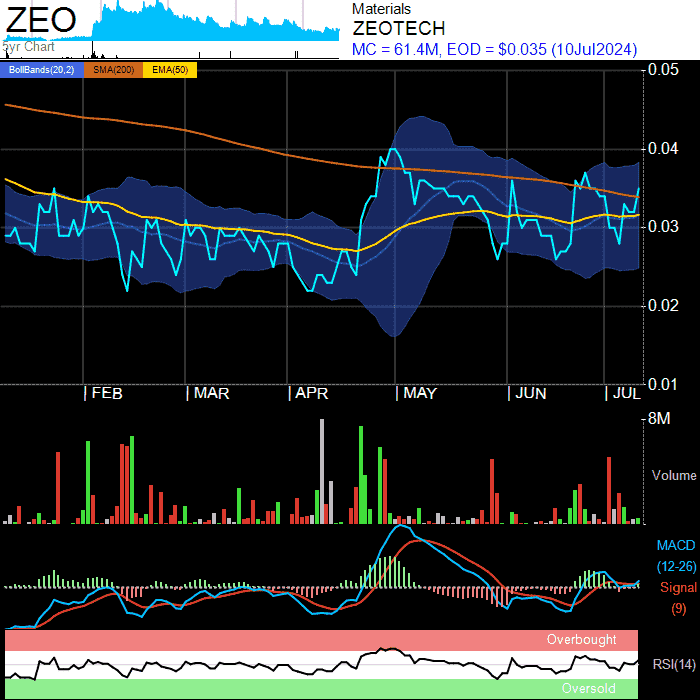 ZEO
5yr Chart
Materials
ZEOTECH
MC = 61.4M, EOD = $0.035 (10Jul2024)
BollBands(20,2) SMA(200) EMA(50)
0.05
0.04
0.03
0.02
0.01
| FEB | MAR | APR | MAY | JUN | JUL
8M
Volume
MACD
(12-26)
Signal
(9)
Overbought
RSI(14)
Oversold